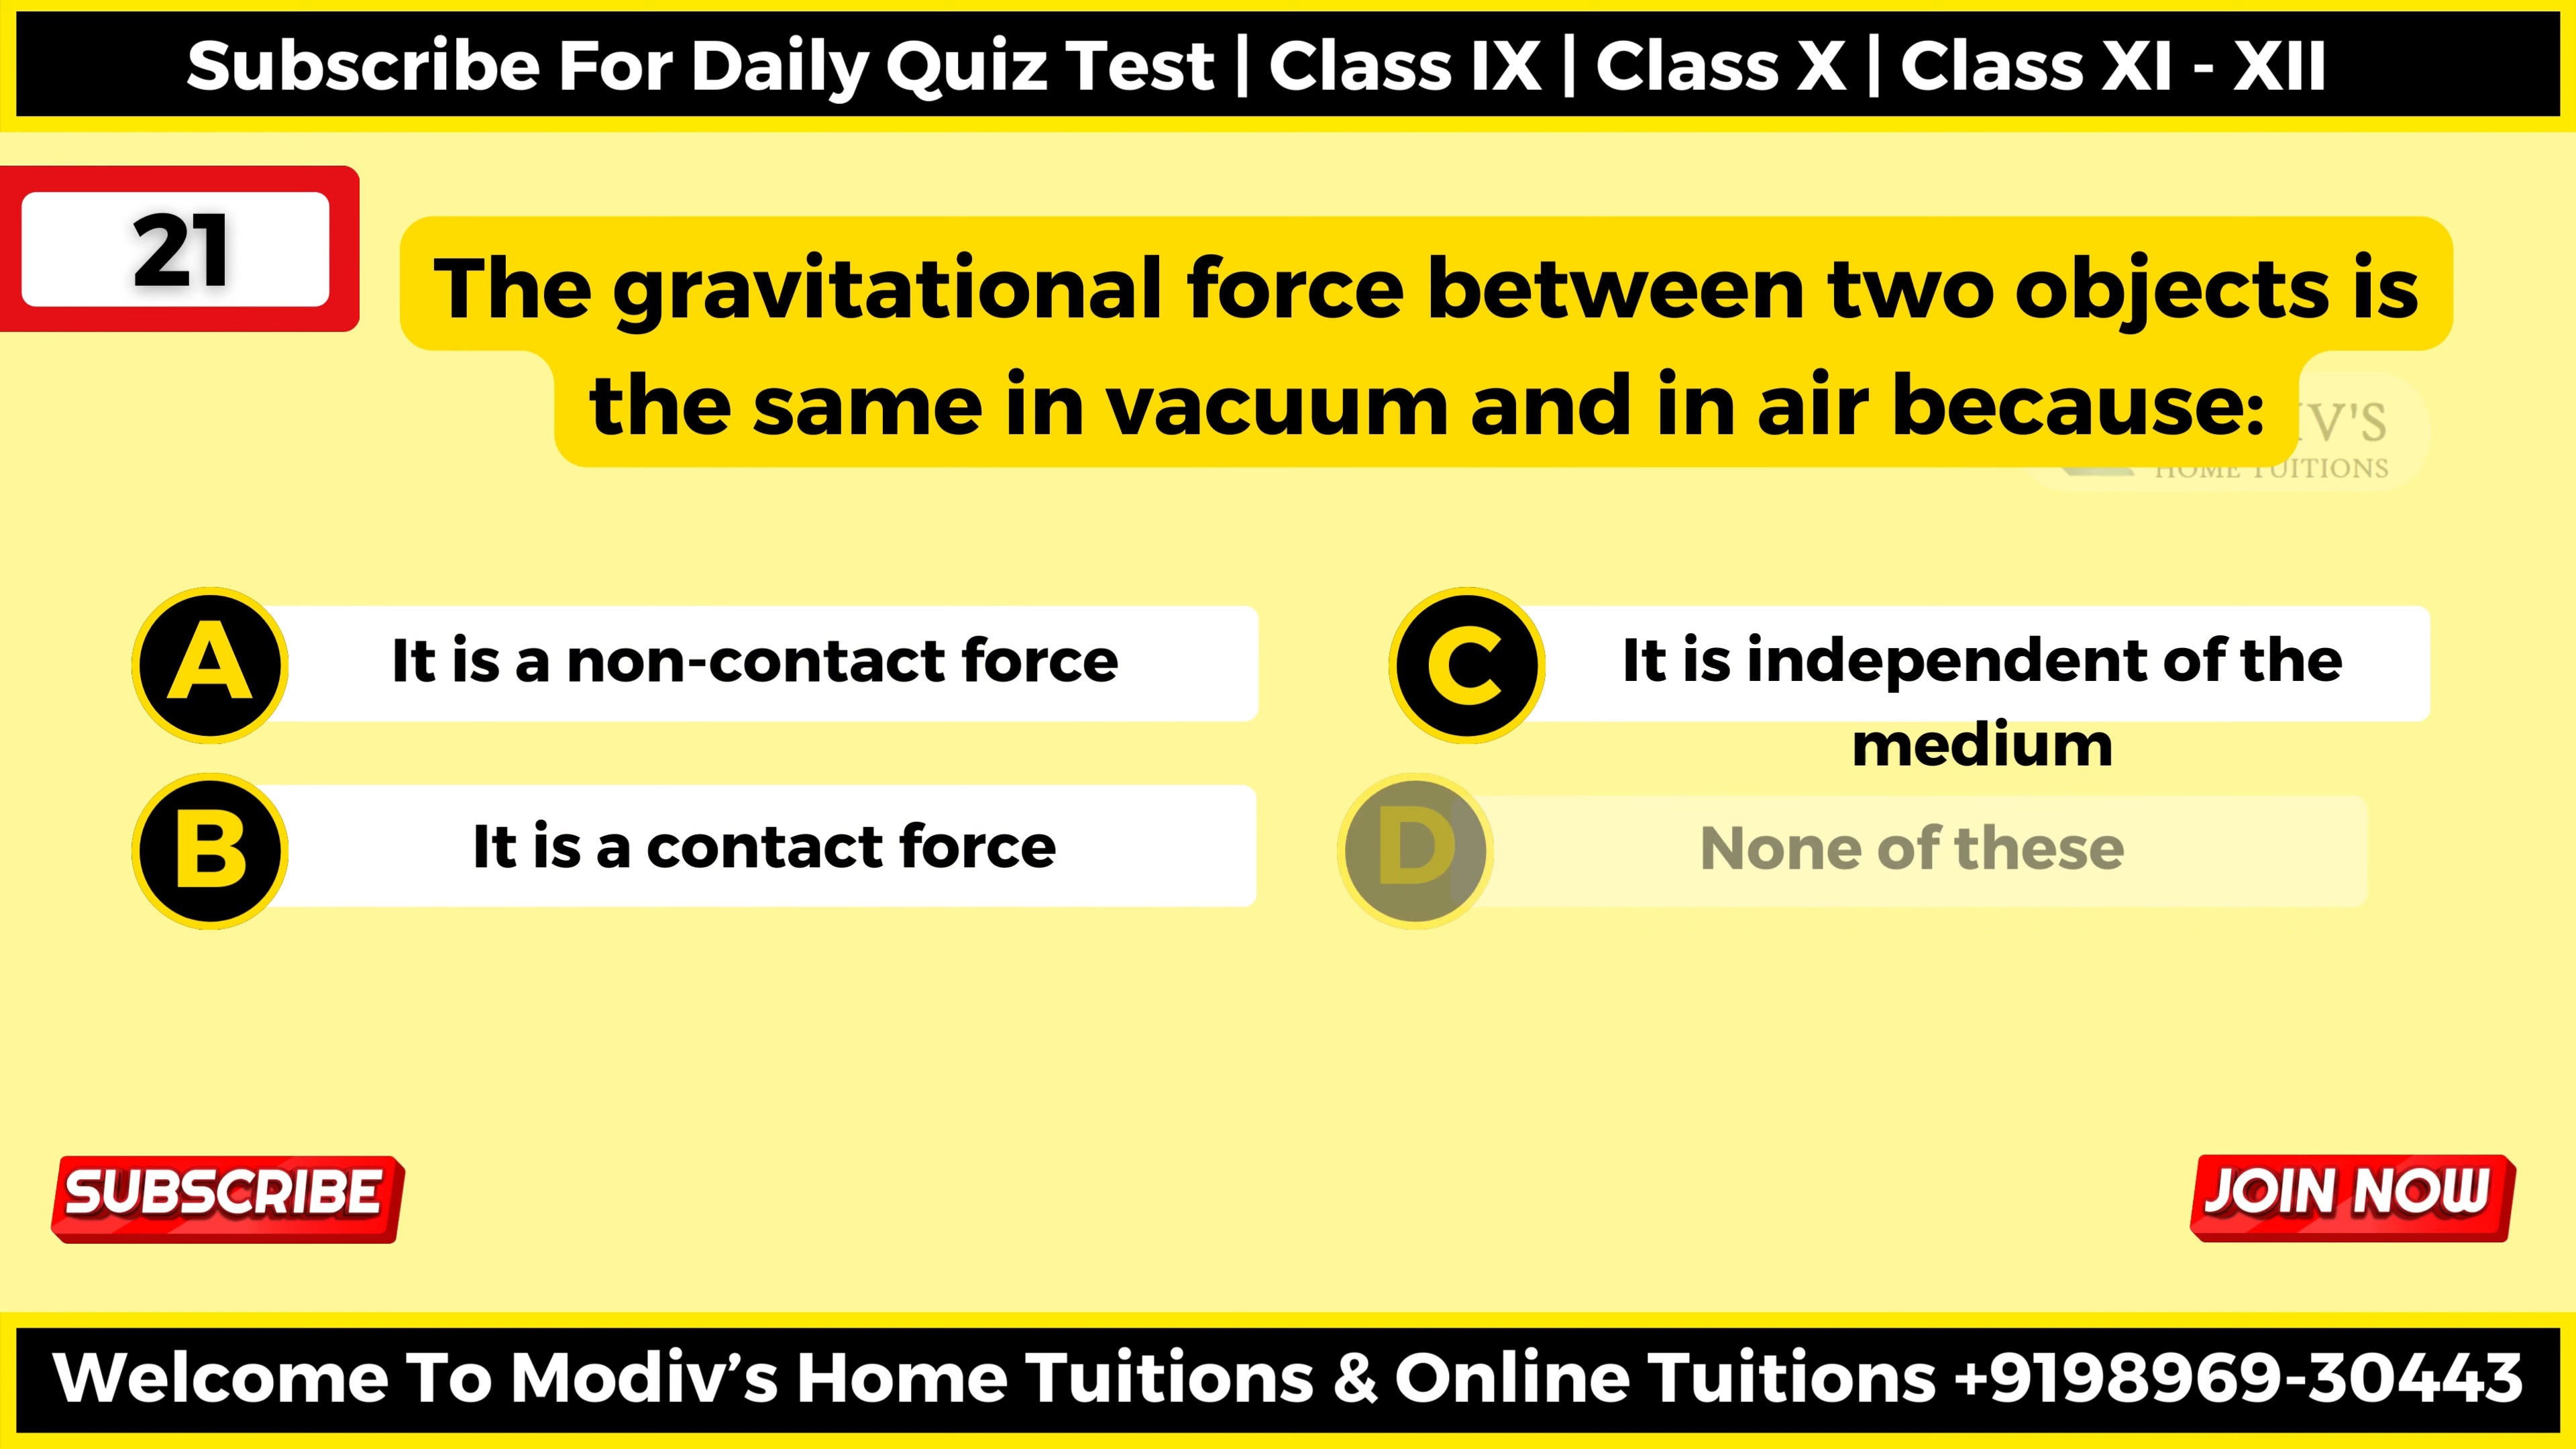 Subscribe For Daily Quiz Test | Class IX | Class X | Class XI - XII
21
The gravitational force between two objects is
the same in vacuum and in air because:
IV'S
HOME TUITIONS
A
It is a non-contact force
B
It is a contact force
C
It is independent of the
medium
D
None of these
SUBSCRIBE
JOIN NOW
Welcome To Modiv’s Home Tuitions & Online Tuitions +9198969-30443